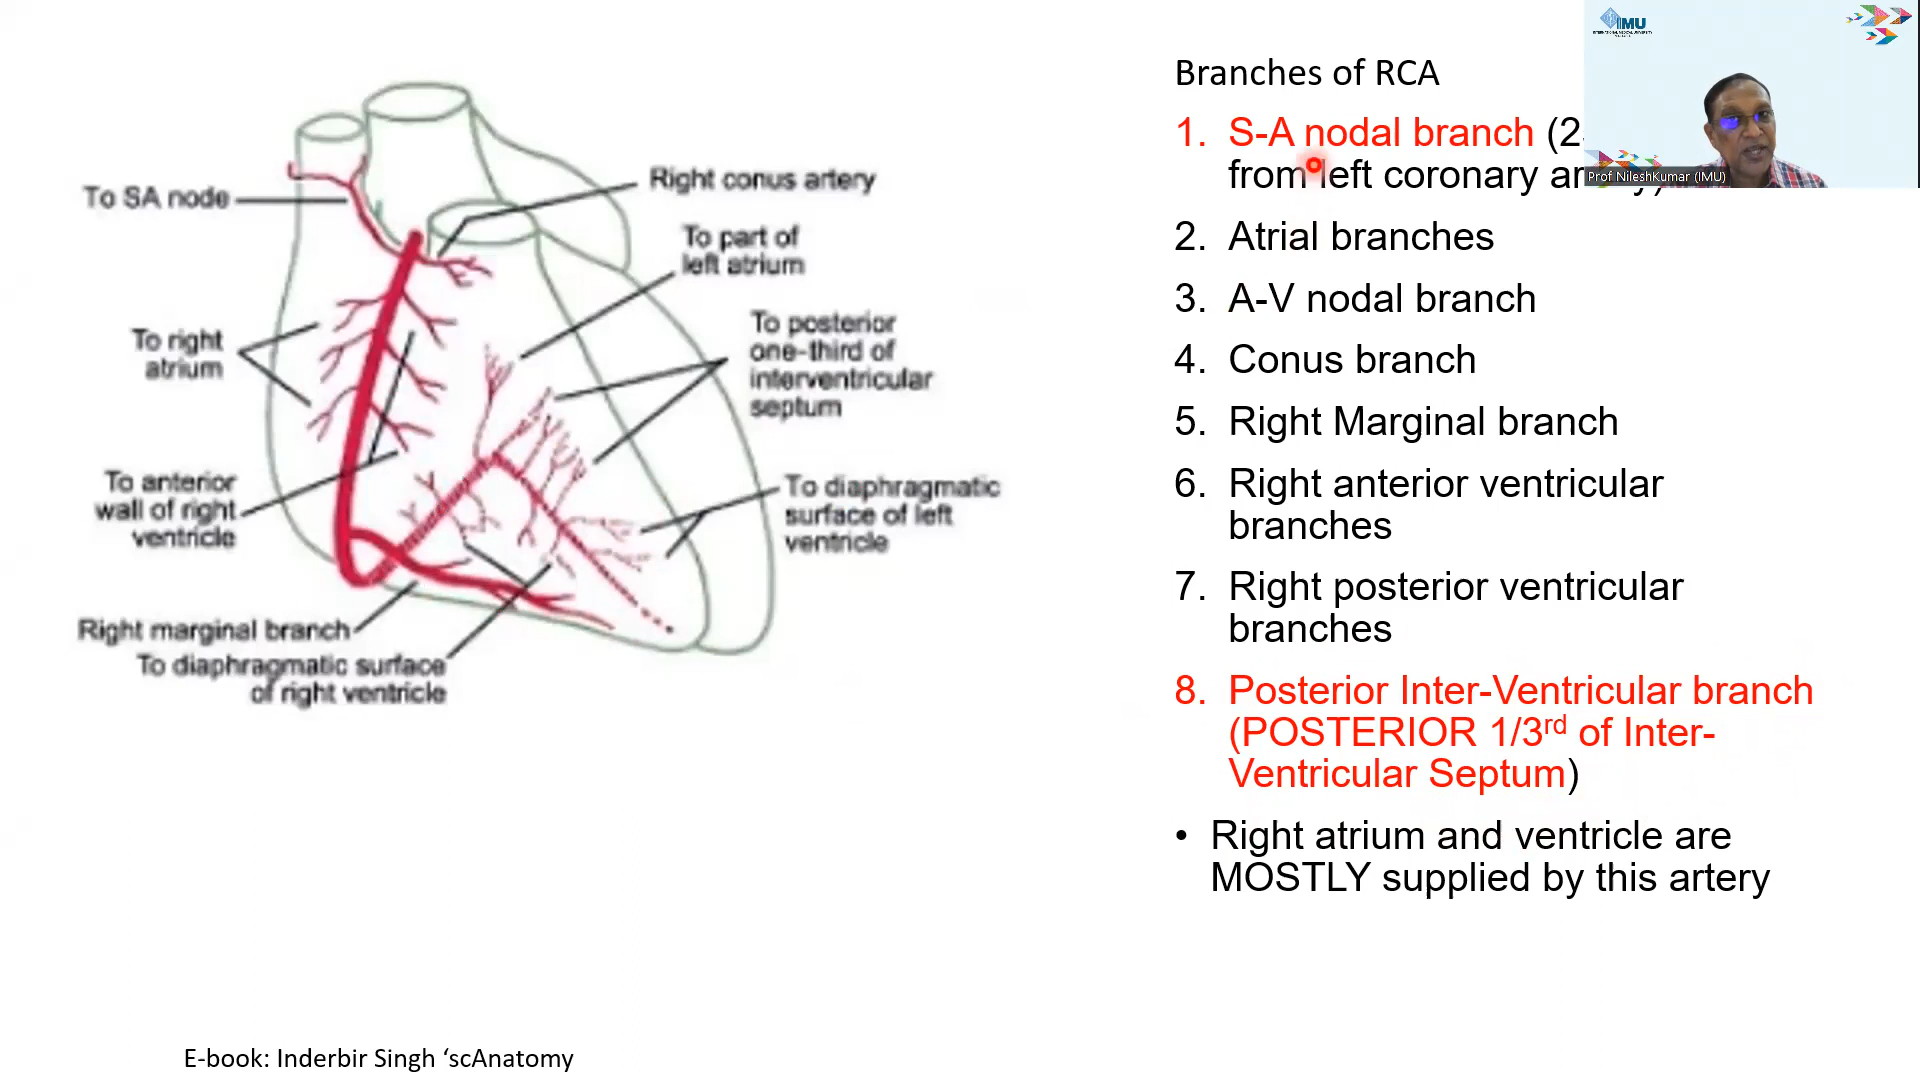 To SA node
Right conus artery
To part of
left atrium
To right
atrium
To posterior
one-third of
interventricular
septum
To anterior
wall of right
ventricle
To diaphragmatic
surface of left
ventricle
Right marginal branch
To diaphragmatic surface
of right ventricle
E-book: Inderbir Singh ‘scAnatomy
Branches of RCA
1. S-A nodal branch
from left coronary
2. Atrial branches
3. A-V nodal branch
4. Conus branch
5. Right Marginal branch
6. Right anterior ventricular
branches
7. Right posterior ventricular
branches
8. Posterior Inter-Ventricular branch
(POSTERIOR 1/3rd of Inter-
Ventricular Septum)
• Right atrium and ventricle are
MOSTLY supplied by this artery
IMU
INTERNATIONAL MEDICAL UNIVERSITY
Prof NileshKumar (IMU)